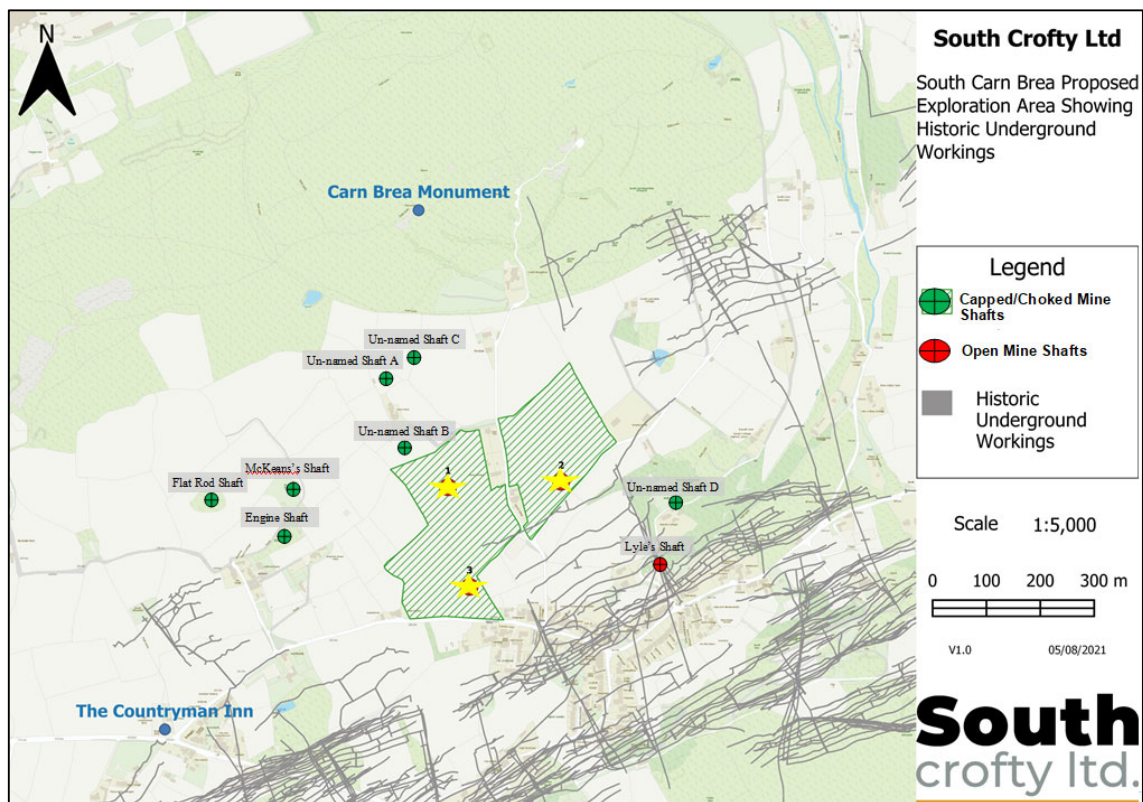 N
South Crofty Ltd
South Carn Brea Proposed
Exploration Area Showing
Historic Underground
Workings
Carn Brea Monument
Legend
Capped/Choked Mine
Shafts
Open Mine Shafts
Historic
Underground
Workings
Un-named Shaft C
Un-named Shaft A
Un-named Shaft B
1
2
McKeans's Shaft
Flat Rod Shaft
Un-named Shaft D
Engine Shaft
Lyle's Shaft
3
Scale 1:5,000
0 100 200 300 m
V1.0 05/08/2021
The Countryman Inn
South
crofty ltd.